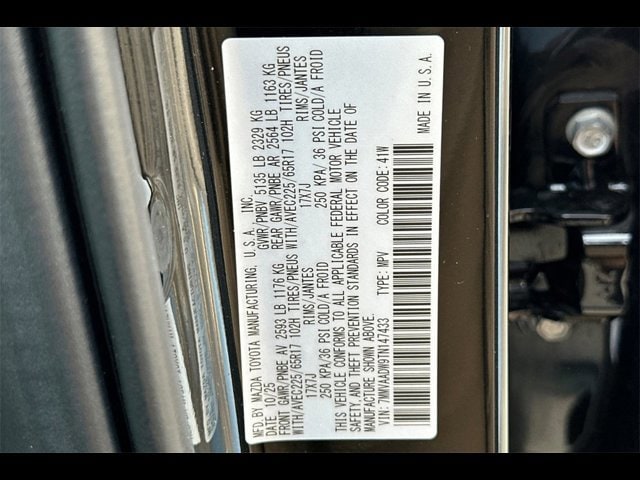 MFD. BY MAZDA TOYOTA MANUFACTURING, U.S.A., INC.
DATE 10/25 GVWR/PNBV 5135 LB 2329 KG
FRONT GAWR/PNBE AV 2593 LB 1176 KG REAR GAWR/PNBE AR 2564 LB 1163 KG
WITH/AVEC225/65R17 102H TIRES/PNEUS WITH/AVEC225/65R17 102H TIRES/PNEUS
17X7J RIMS/JANTES 17X7J RIMS/JANTES
250 KPA/36 PSI COLD/A FROID 250 KPA/ 36 PSI COLD/A FROID
THIS VEHICLE CONFORMS TO ALL APPLICABLE FEDERAL MOTOR VEHICLE
SAFETY,AND THEFT PREVENTION STANDARDS IN EFFECT ON THE DATE OF
MANUFACTURE SHOWN ABOVE.
VIN: TYPE: MPV COLOR CODE: 41W MADE IN U.S.A.